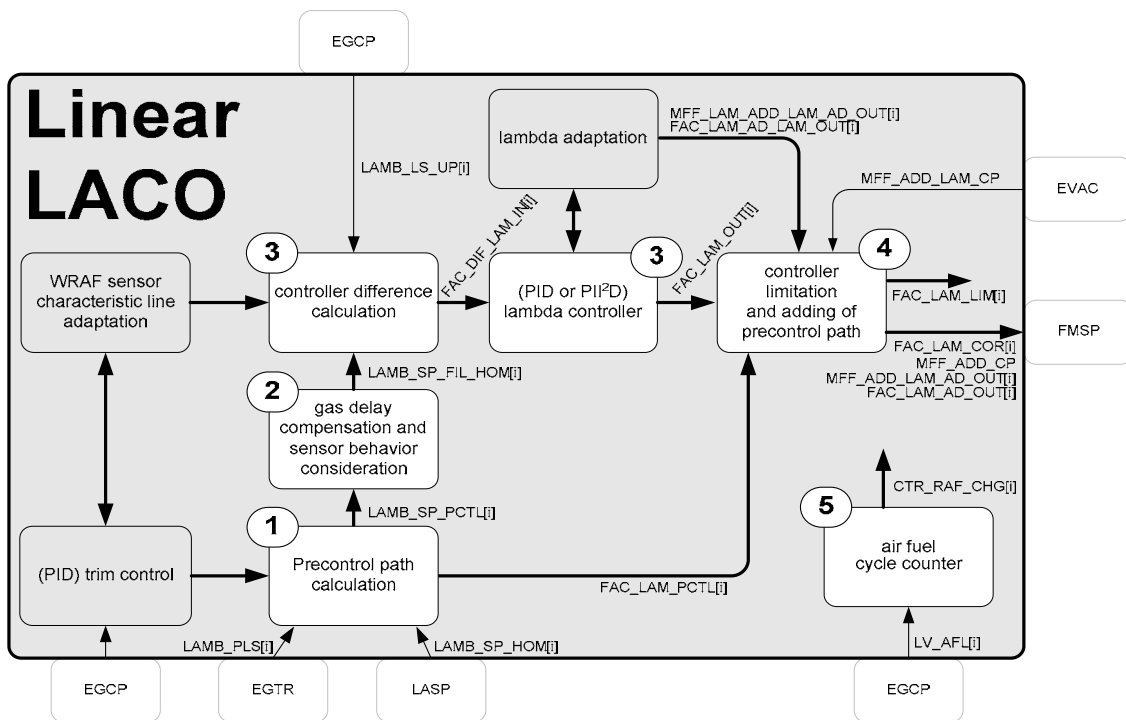 EGCP
Linear
LACO
lambda adaptation
MFF_LAM_ADD_LAM_AD_OUT[i]
FAC_LAM_AD_LAM_OUT[i]
LAMB_LS_UP[i]
MFF_ADD_LAM_CP
EVAC
FAC_DIF_LAM_IN[i]
FAC_LAM_OUT[i]
3
WRAF sensor
characteristic line
adaptation
controller difference
calculation
3
(PID or PII²D)
lambda controller
4
controller
limitation
and adding of
precontrol path
FAC_LAM_LIM[i]
FMSP
FAC_LAM_COR[i]
MFF_ADD_CP
MFF_ADD_LAM_AD_OUT[i]
FAC_LAM_AD_OUT[i]
LAMB_SP_FIL_HOM[i]
2
gas delay
compensation and
sensor behavior
consideration
LAMB_SP_PCTL[i]
CTR_RAF_CHG[i]
1
Precontrol path
calculation
(PID) trim control
FAC_LAM_PCTL[i]
5
air fuel
cycle counter
LAMB_PLS[i]
LAMB_SP_HOM[i]
LV_AFL[i]
EGCP
EGTR
LASP
EGCP